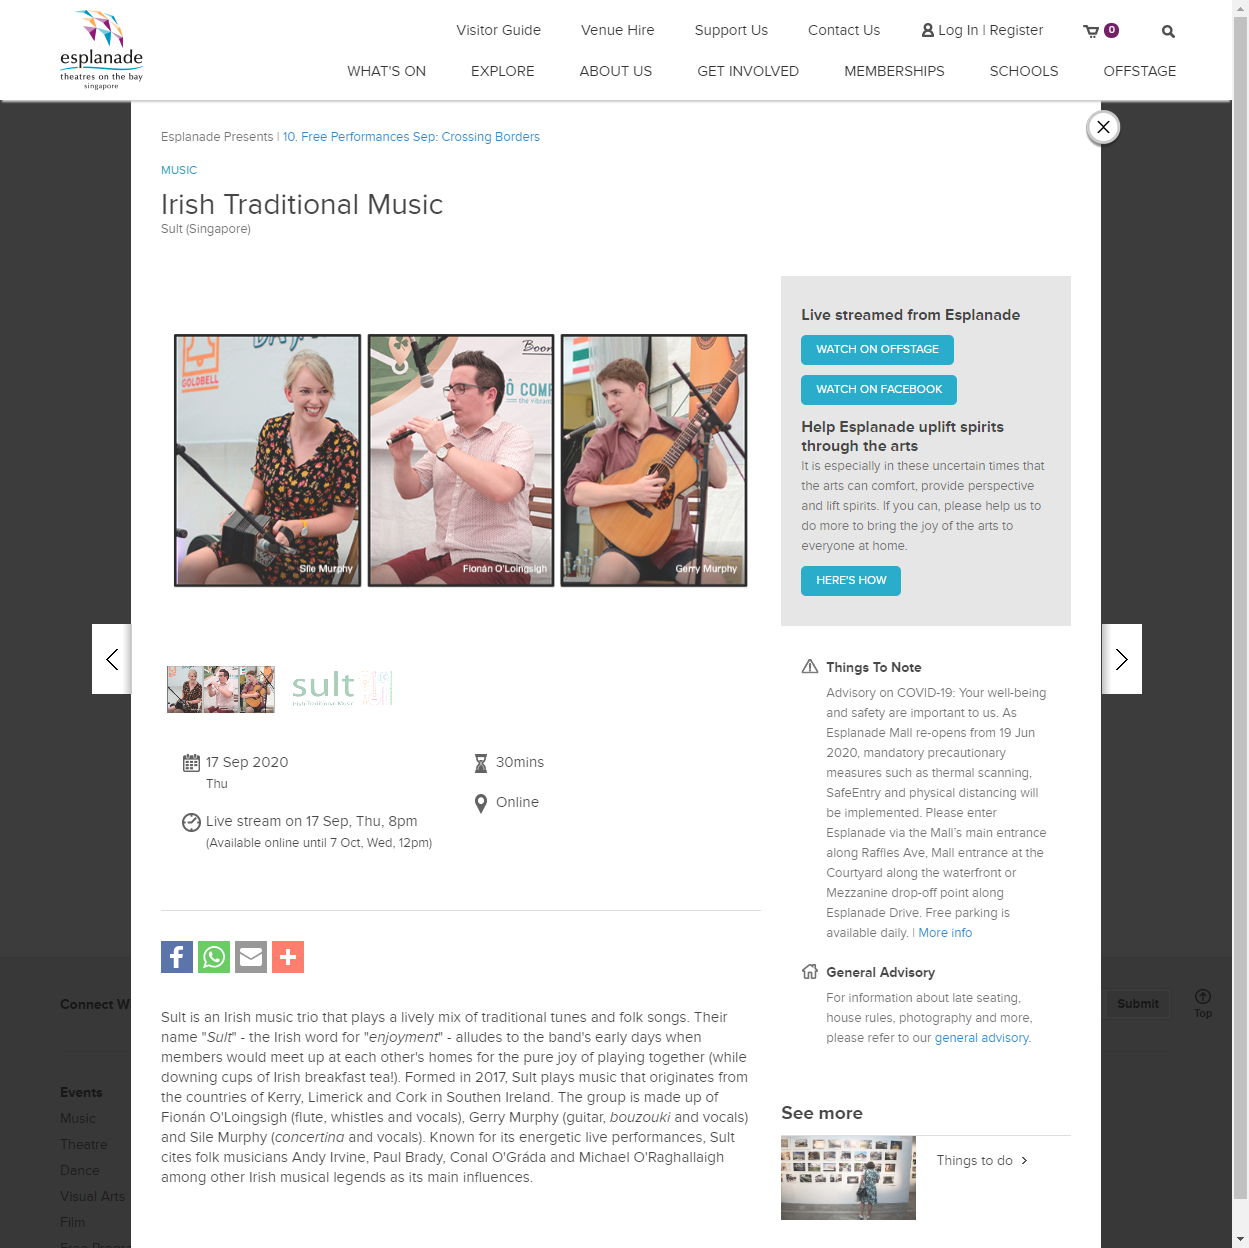 esplanade
theatres on the bay
singapore
Visitor Guide
Venue Hire
Support Us
Contact Us
Log In | Register
0
WHAT'S ON
EXPLORE
ABOUT US
GET INVOLVED
MEMBERSHIPS
SCHOOLS
OFFSTAGE
Esplanade Presents | 10. Free Performances Sep: Crossing Borders
MUSIC
Irish Traditional Music
Sult (Singapore)
GOLDBELL
Sile Murphy
Fionán O'Loingsigh
Gerry Murphy
sult
Irish Traditional Music
17 Sep 2020
Thu
Live stream on 17 Sep, Thu, 8pm
(Available online until 7 Oct, Wed, 12pm)
30mins
Online
Sult is an Irish music trio that plays a lively mix of traditional tunes and folk songs. Their
name "Sult" - the Irish word for "enjoyment" - alludes to the band's early days when
members would meet up at each other's homes for the pure joy of playing together (while
downing cups of Irish breakfast tea!). Formed in 2017, Sult plays music that originates from
the countries of Kerry, Limerick and Cork in Southen Ireland. The group is made up of
Fionán O'Loingsigh (flute, whistles and vocals), Gerry Murphy (guitar, bouzouki and vocals)
and Sile Murphy (concertina and vocals). Known for its energetic live performances, Sult
cites folk musicians Andy Irvine, Paul Brady, Conal O'Gráda and Michael O'Raghallaigh
among other Irish musical legends as its main influences.
Live streamed from Esplanade
WATCH ON OFFSTAGE
WATCH ON FACEBOOK
Help Esplanade uplift spirits
through the arts
It is especially in these uncertain times that
the arts can comfort, provide perspective
and lift spirits. If you can, please help us to
do more to bring the joy of the arts to
everyone at home.
HERE'S HOW
Things To Note
Advisory on COVID-19: Your well-being
and safety are important to us. As
Esplanade Mall re-opens from 19 Jun
2020, mandatory precautionary
measures such as thermal scanning,
SafeEntry and physical distancing will
be implemented. Please enter
Esplanade via the Mall's main entrance
along Raffles Ave, Mall entrance at the
Courtyard along the waterfront or
Mezzanine drop-off point along
Esplanade Drive. Free parking is
available daily. | More info
General Advisory
For information about late seating,
house rules, photography and more,
please refer to our general advisory.
See more
Things to do
Connect W
Submit
Top
Events
Music
Theatre
Dance
Visual Arts
Film